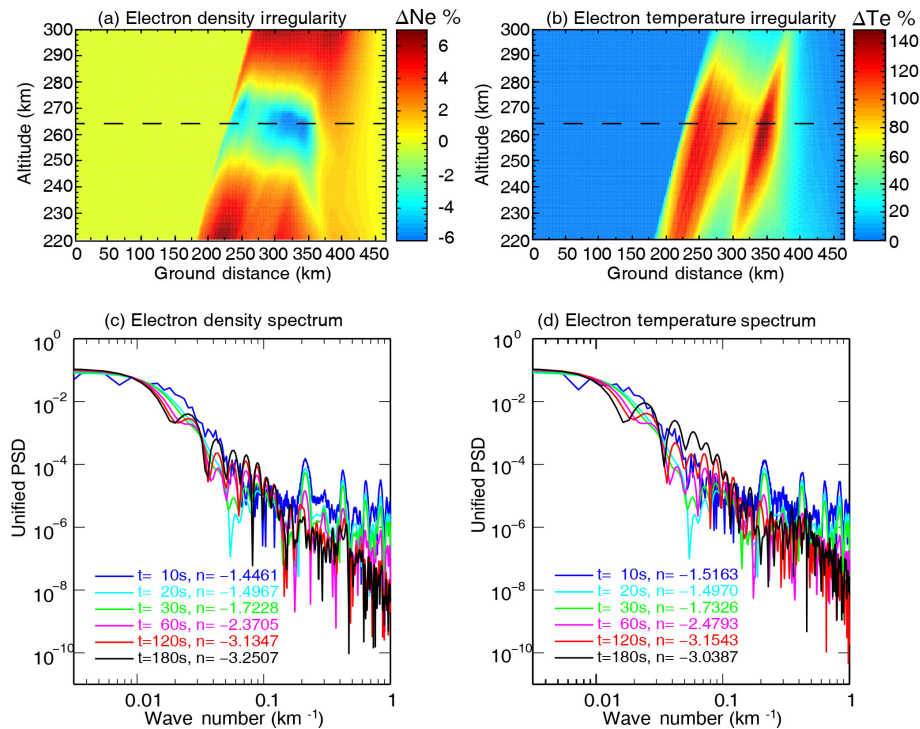 (a) Electron density irregularity
ΔNe %
Altitude (km)
300
290
280
270
260
250
240
230
220
0 50 100 150 200 250 300 350 400 450
Ground distance (km)
6
4
2
0
-2
-4
-6
(b) Electron temperature irregularity
ΔTe %
Altitude (km)
300
290
280
270
260
250
240
230
220
0 50 100 150 200 250 300 350 400 450
Ground distance (km)
140
120
100
80
60
40
20
0
(c) Electron density spectrum
Unified PSD
10^0
10^-2
10^-4
10^-6
10^-8
10^-10
t= 10s, n= -1.4461
t= 20s, n= -1.4967
t= 30s, n= -1.7228
t= 60s, n= -2.3705
t=120s, n= -3.1347
t=180s, n= -3.2507
0.01 0.1 1
Wave number (km^-1)
(d) Electron temperature spectrum
Unified PSD
10^0
10^-2
10^-4
10^-6
10^-8
10^-10
t= 10s, n= -1.5163
t= 20s, n= -1.4970
t= 30s, n= -1.7326
t= 60s, n= -2.4793
t=120s, n= -3.1543
t=180s, n= -3.0387
0.01 0.1 1
Wave number (km^-1)